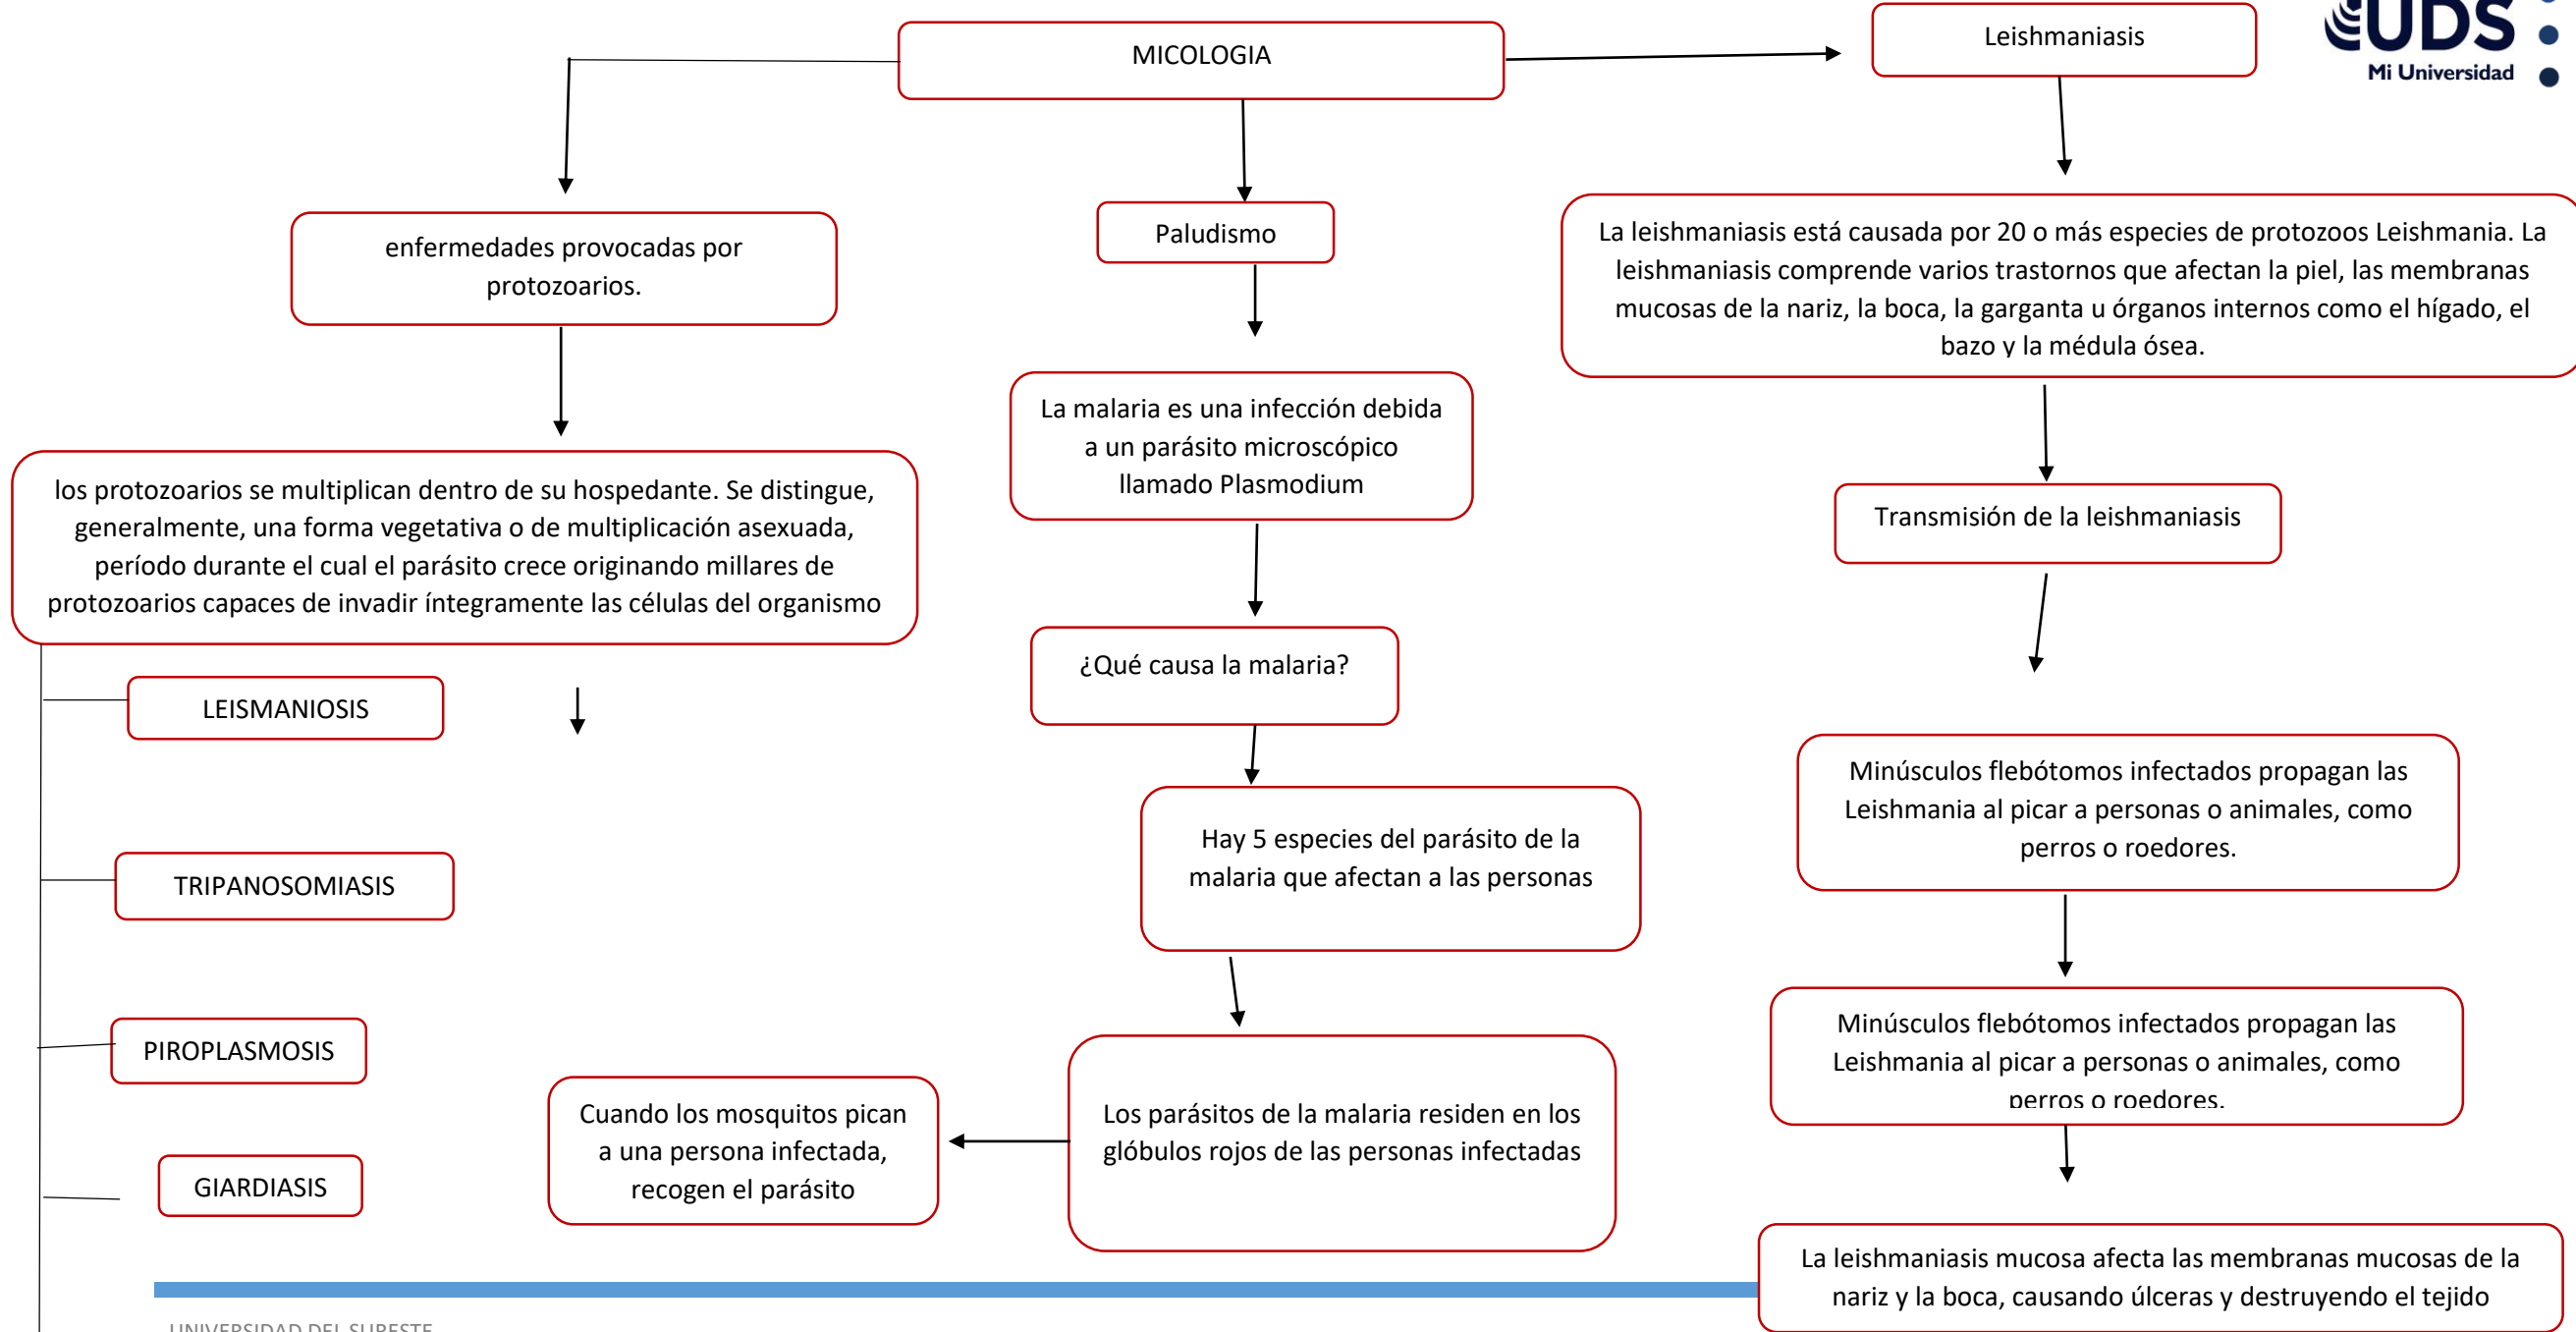 MICOLOGIA
Leishmaniasis
UDS
Mi Universidad
enfermedades provocadas por
protozoarios.
los protozoarios se multiplican dentro de su hospedante. Se distingue,
generalmente, una forma vegetativa o de multiplicación asexuada,
período durante el cual el parásito crece originando millares de
protozoarios capaces de invadir íntegramente las células del organismo
LEISMANIOSIS
TRIPANOSOMIASIS
PIROPLASMOSIS
GIARDIASIS
Paludismo
La malaria es una infección debida
a un parásito microscópico
llamado Plasmodium
¿Qué causa la malaria?
Hay 5 especies del parásito de la
malaria que afectan a las personas
Los parásitos de la malaria residen en los
glóbulos rojos de las personas infectadas
Cuando los mosquitos pican
a una persona infectada,
recogen el parásito
La leishmaniasis está causada por 20 o más especies de protozoos Leishmania. La
leishmaniasis comprende varios trastornos que afectan la piel, las membranas
mucosas de la nariz, la boca, la garganta u órganos internos como el hígado, el
bazo y la médula ósea.
Transmisión de la leishmaniasis
Minúsculos flebótomos infectados propagan las
Leishmania al picar a personas o animales, como
perros o roedores.
Minúsculos flebótomos infectados propagan las
Leishmania al picar a personas o animales, como
perros o roedores.
La leishmaniasis mucosa afecta las membranas mucosas de la
nariz y la boca, causando úlceras y destruyendo el tejido
UNIVERSIDAD DEL SURESTE